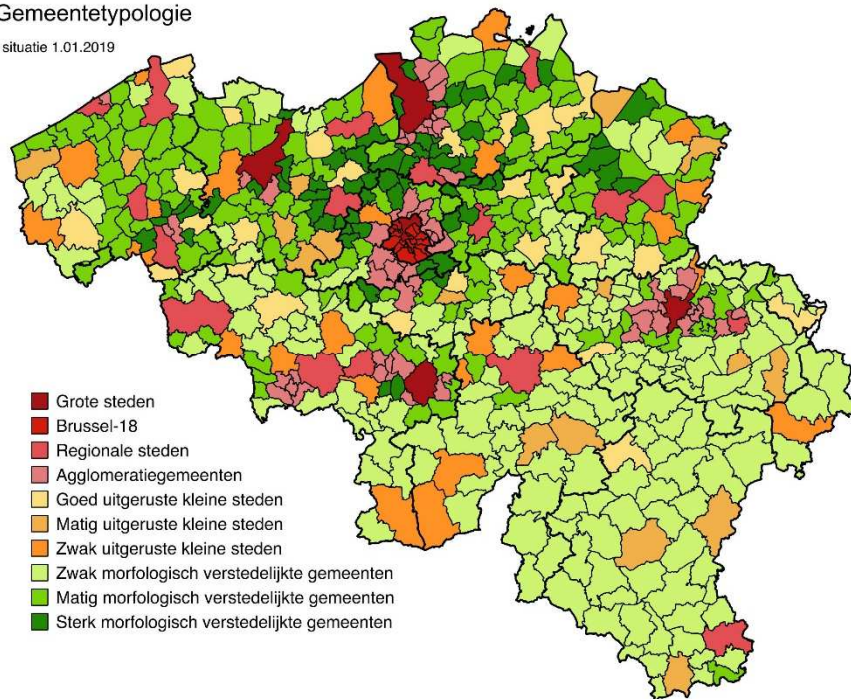 Gemeentetypologie
situatie 1.01.2019
Grote steden
Brussel-18
Regionale steden
Agglomeratiegemeenten
Goed uitgeruste kleine steden
Matig uitgeruste kleine steden
Zwak uitgeruste kleine steden
Zwak morfologisch verstedelijkte gemeenten
Matig morfologisch verstedelijkte gemeenten
Sterk morfologisch verstedelijkte gemeenten